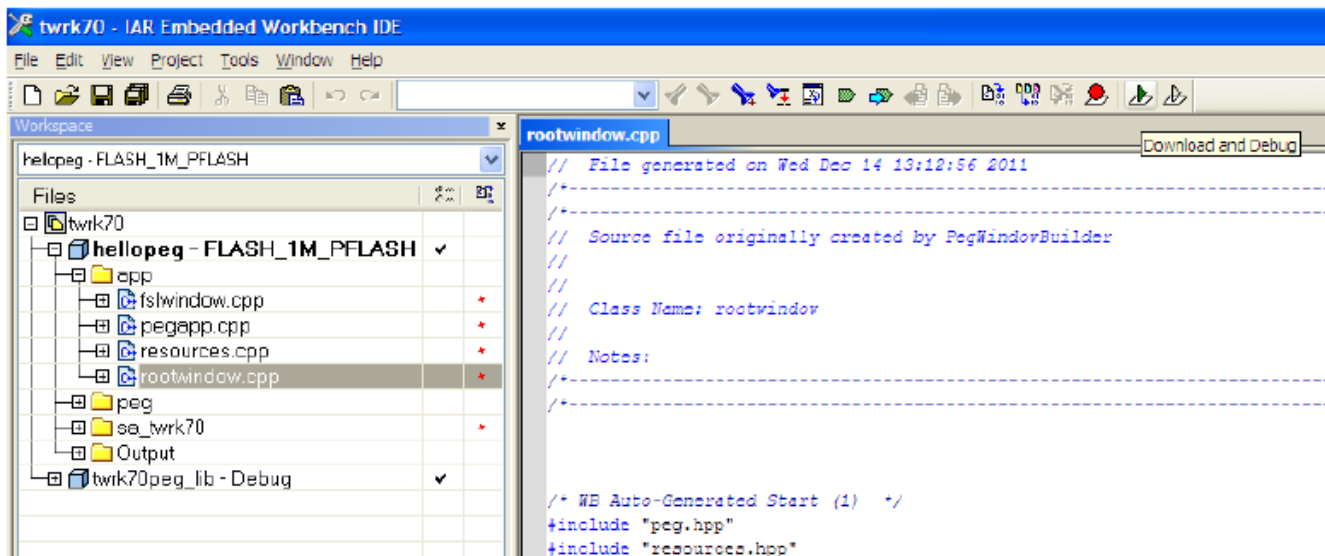 twrk70 - IAR Embedded Workbench IDE
File Edit View Project Tools Window Help
Workspace
hellopeg - FLASH_1M_PFLASH
Files
twrk70
hellopeg - FLASH_1M_PFLASH
app
fslwindow.cpp
pegapp.cpp
resources.cpp
rootwindow.cpp
peg
sa_twrk70
Output
twrk70peg_lib - Debug
rootwindow.cpp
Download and Debug
// File generated on Wed Dec 14 13:12:56 2011
/*--------------------------------------------------------------
/*--------------------------------------------------------------
// Source file originally created by PegWindowBuilder
//
//
// Class Name: rootwindow
//
// Notes:
/*--------------------------------------------------------------
/*--------------------------------------------------------------
/* WB Auto-Generated Start (1) */
#include "peg.hpp"
#include "resources.hpp"